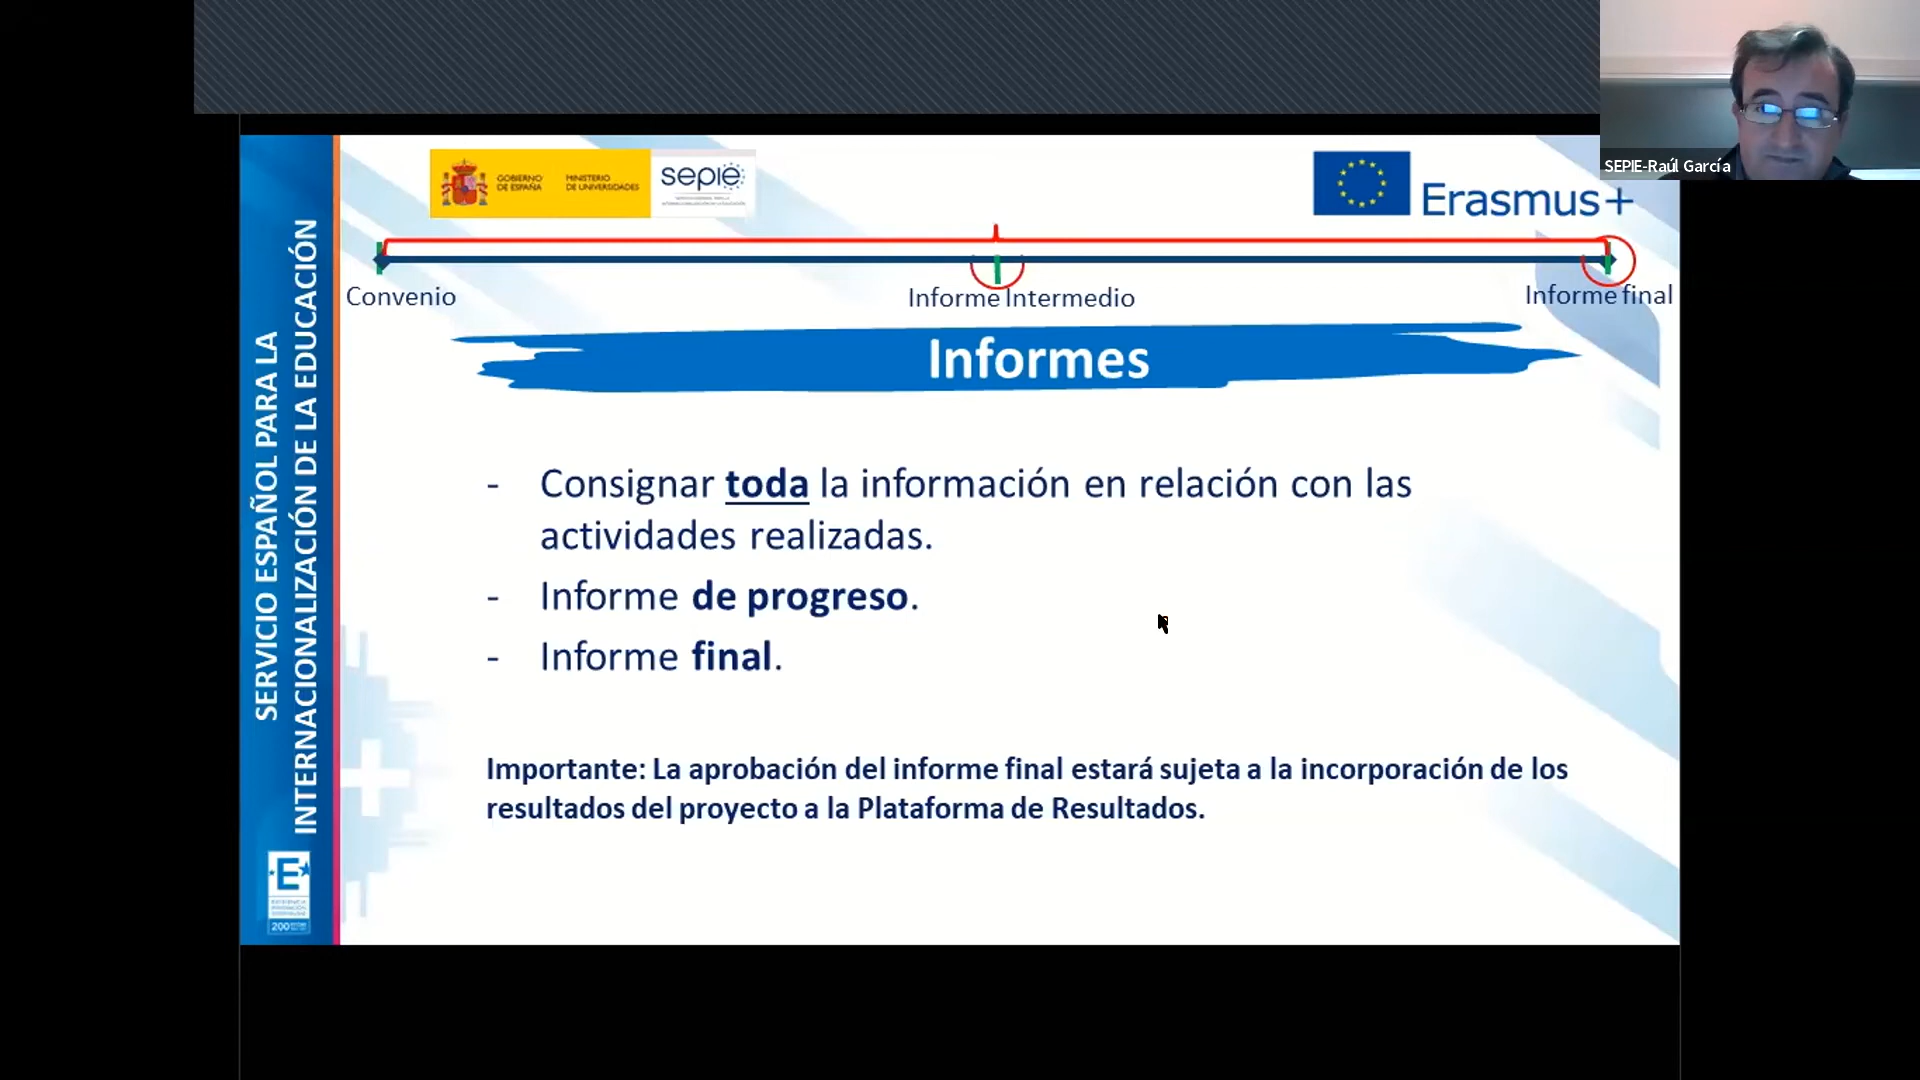 SEPIE-Raúl García
GOBIERNO
DE ESPAÑA
MINISTERIO
DE UNIVERSIDADES
sepie
Erasmus+
Convenio
Informe Intermedio
Informe final
Informes
- Consignar toda la información en relación con las
actividades realizadas.
- Informe de progreso.
- Informe final.
Importante: La aprobación del informe final estará sujeta a la incorporación de los
resultados del proyecto a la Plataforma de Resultados.
SERVICIO ESPAÑOL PARA LA
INTERNACIONALIZACIÓN DE LA EDUCACIÓN
E